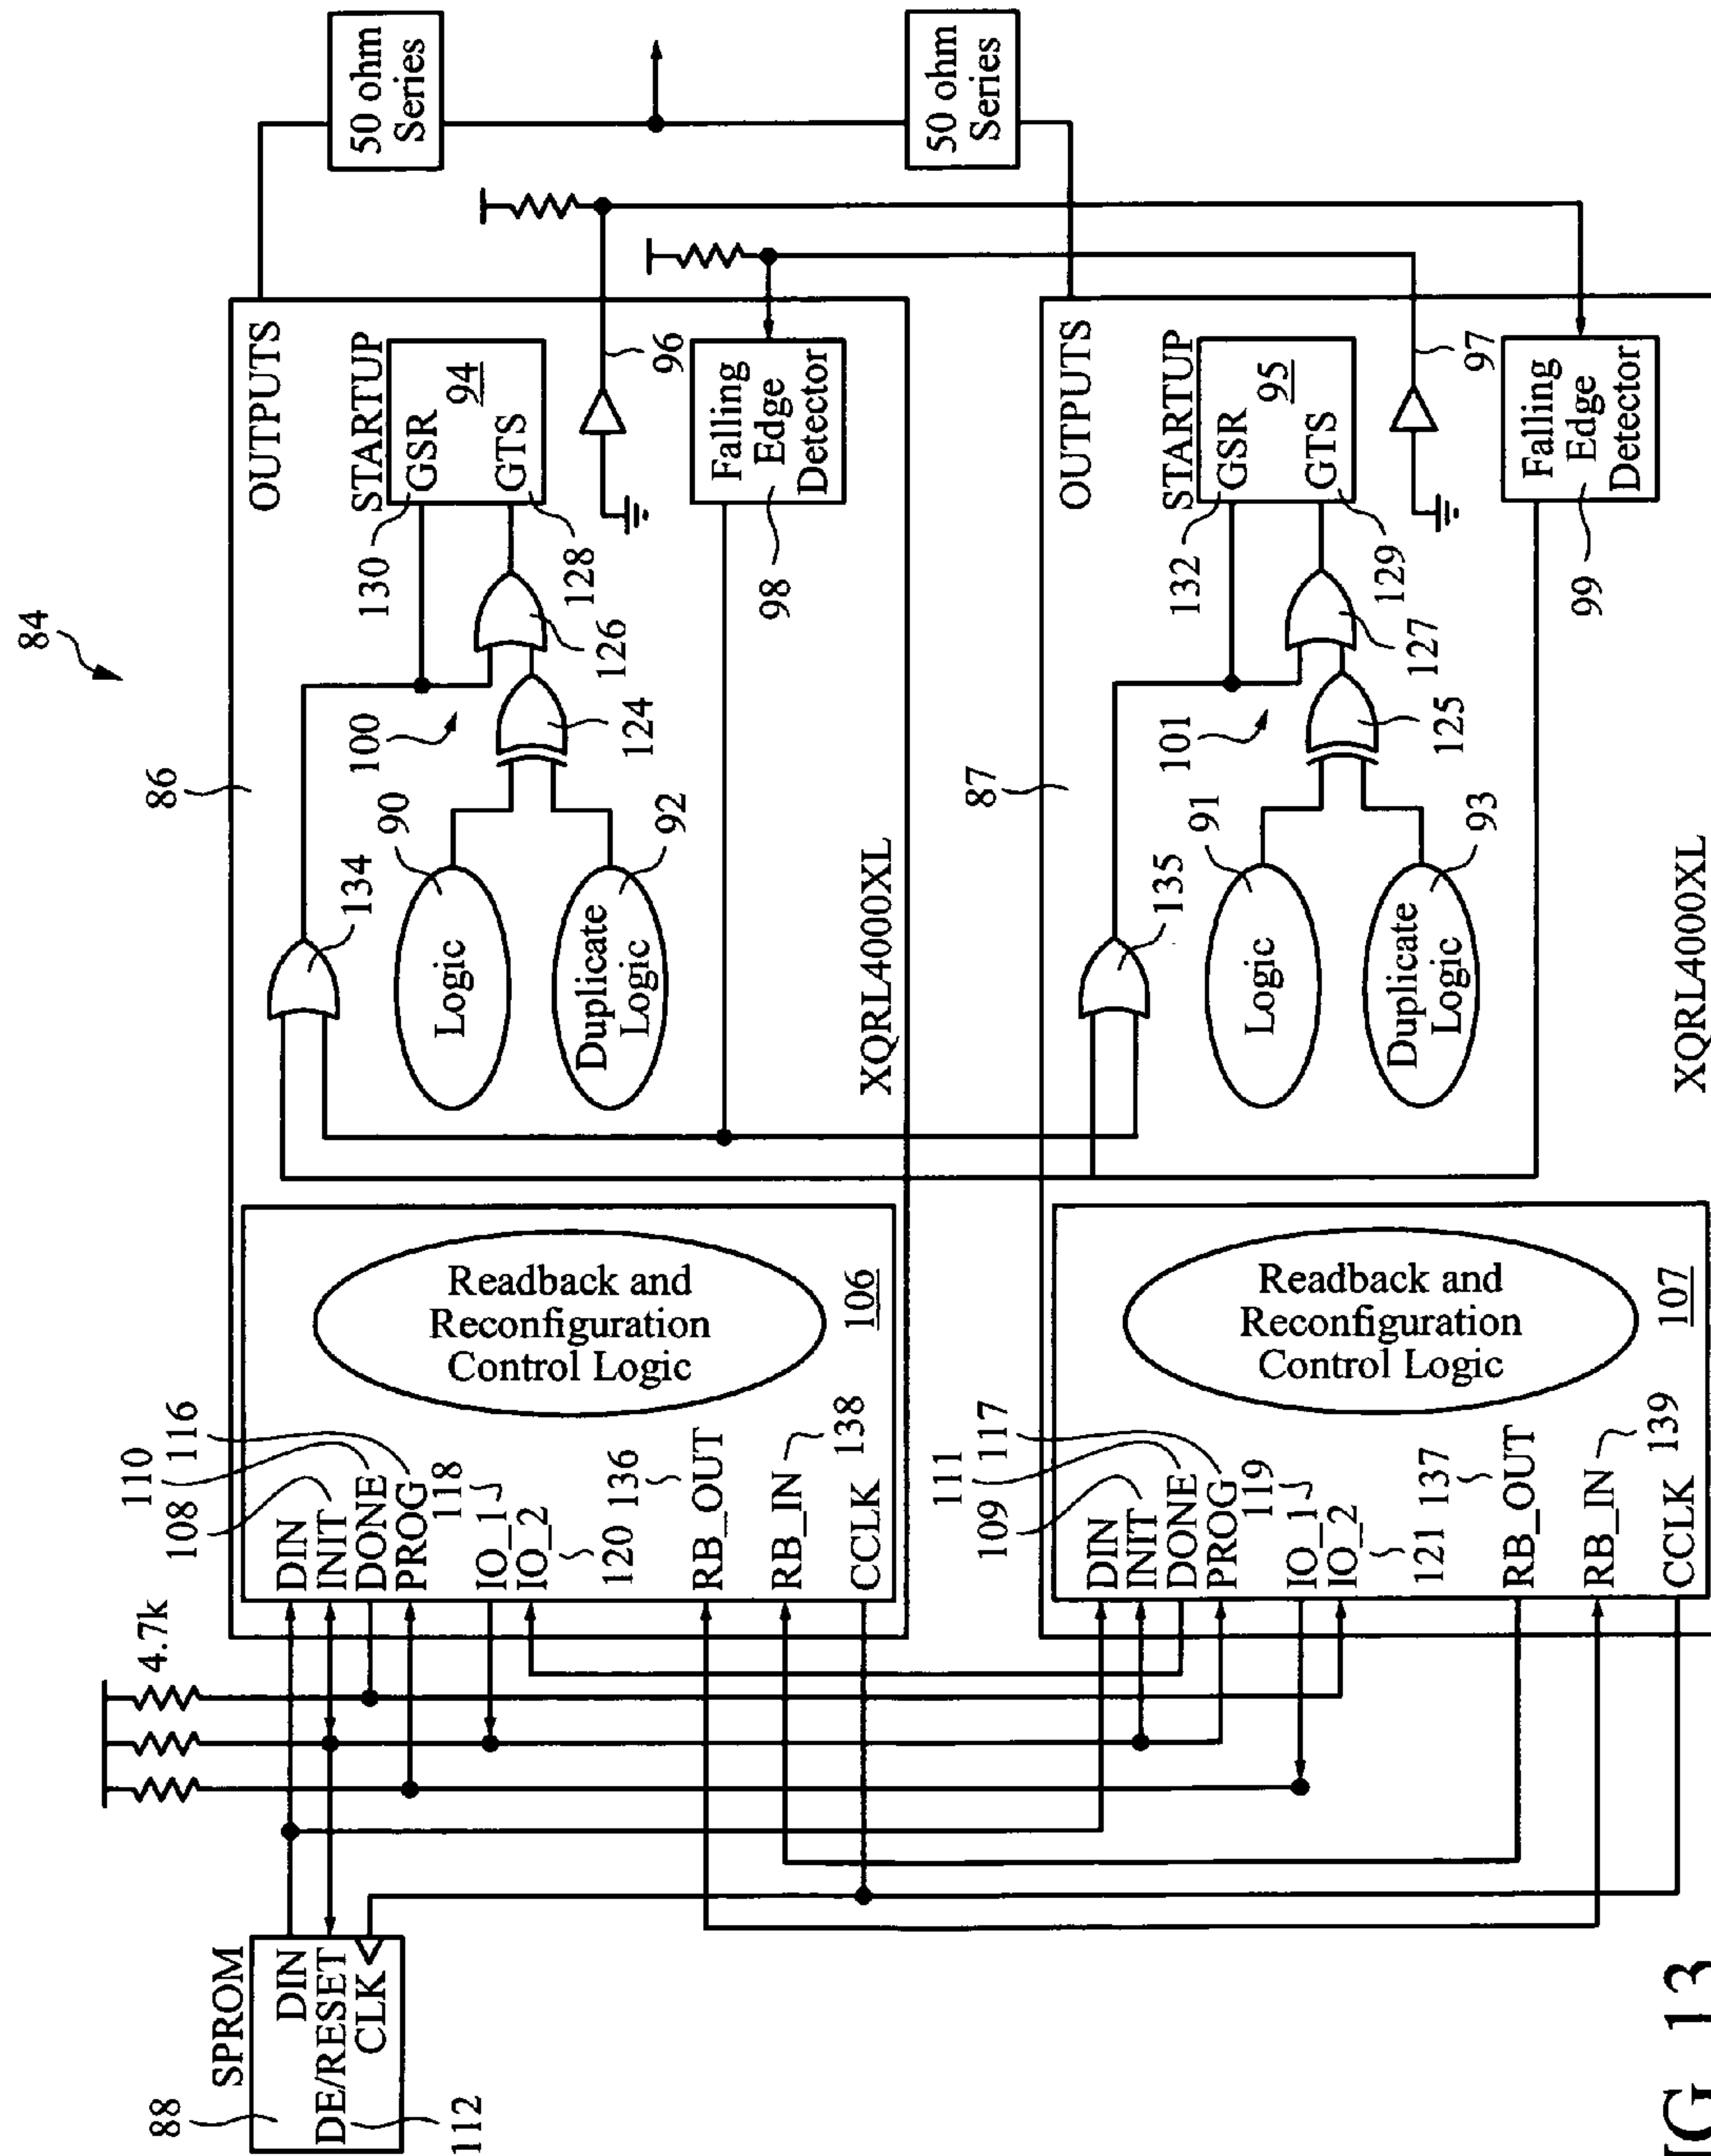 84
SPROM
88
DIN
DE/RESET
CLK
112
4.7k
86
OUTPUTS
110
108
116
DIN
INIT
DONE
PROG
118
IO_1
IO_2
120
136
RB_OUT
RB_IN
138
CCLK
Readback and
Reconfiguration
Control Logic
106
134
90
Logic
Duplicate
Logic
92
XQRL4000XL
100
124
126
130
128
STARTUP
GSR
94
GTS
96
Falling
Edge
Detector
98
50 ohm
Series
87
OUTPUTS
111
109
117
DIN
INIT
DONE
PROG
119
IO_1
IO_2
121
137
RB_OUT
RB_IN
139
CCLK
Readback and
Reconfiguration
Control Logic
107
135
91
Logic
Duplicate
Logic
93
XQRL4000XL
101
125
127
132
129
STARTUP
GSR
95
GTS
97
Falling
Edge
Detector
99
50 ohm
Series
13